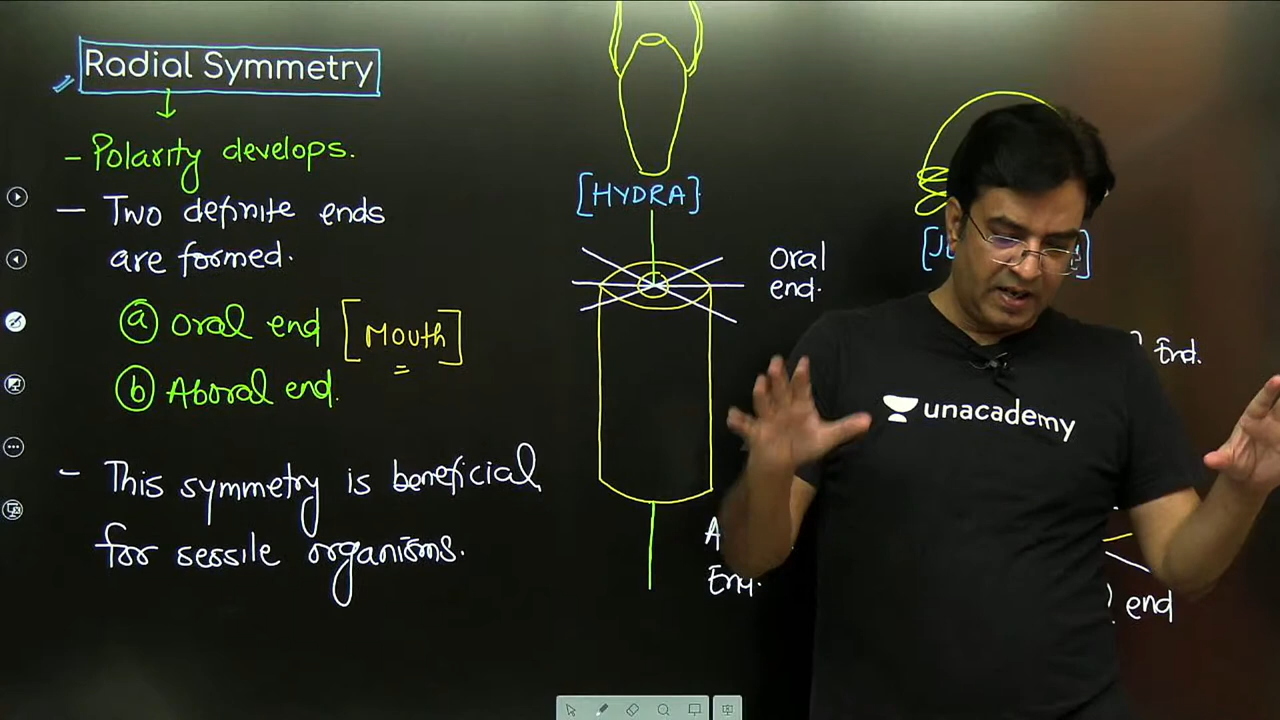 Radial Symmetry
- Polarity develops.
- Two definite ends
are formed.
(a) Oral end [Mouth]
(b) Aboral end.
- This symmetry is beneficial
for sessile organisms.
[HYDRA]
Oral
end.
End.
End.
end
unacademy